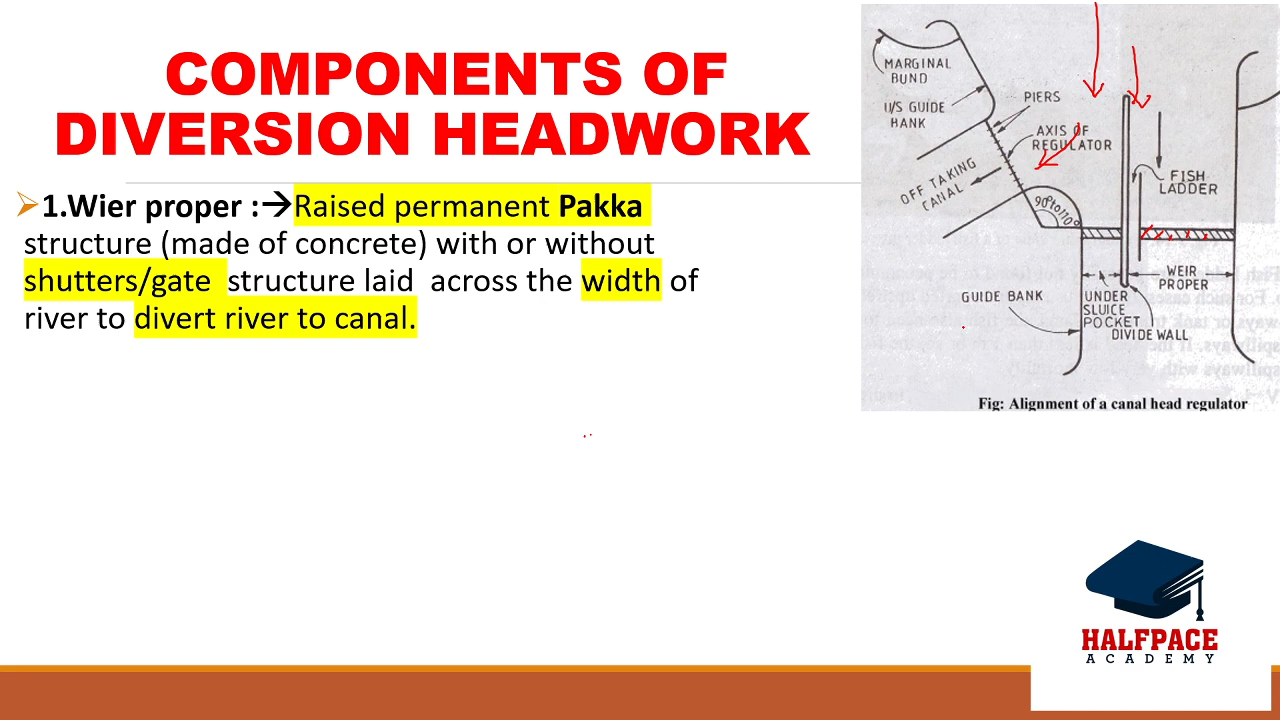 COMPONENTS OF
DIVERSION HEADWORK
➢1.Wier proper :→Raised permanent Pakka
structure (made of concrete) with or without
shutters/gate structure laid across the width of
river to divert river to canal.
MARGINAL
BUND
U/S GUIDE
BANK
PIERS
AXIS OF
REGULATOR
OFF TAKING
CANAL
90° to 110°
FISH
LADDER
WEIR
PROPER
GUIDE BANK
UNDER
SLUICE
POCKET
DIVIDE WALL
Fig: Alignment of a canal head regulator
HALFPACE
ACADEMY